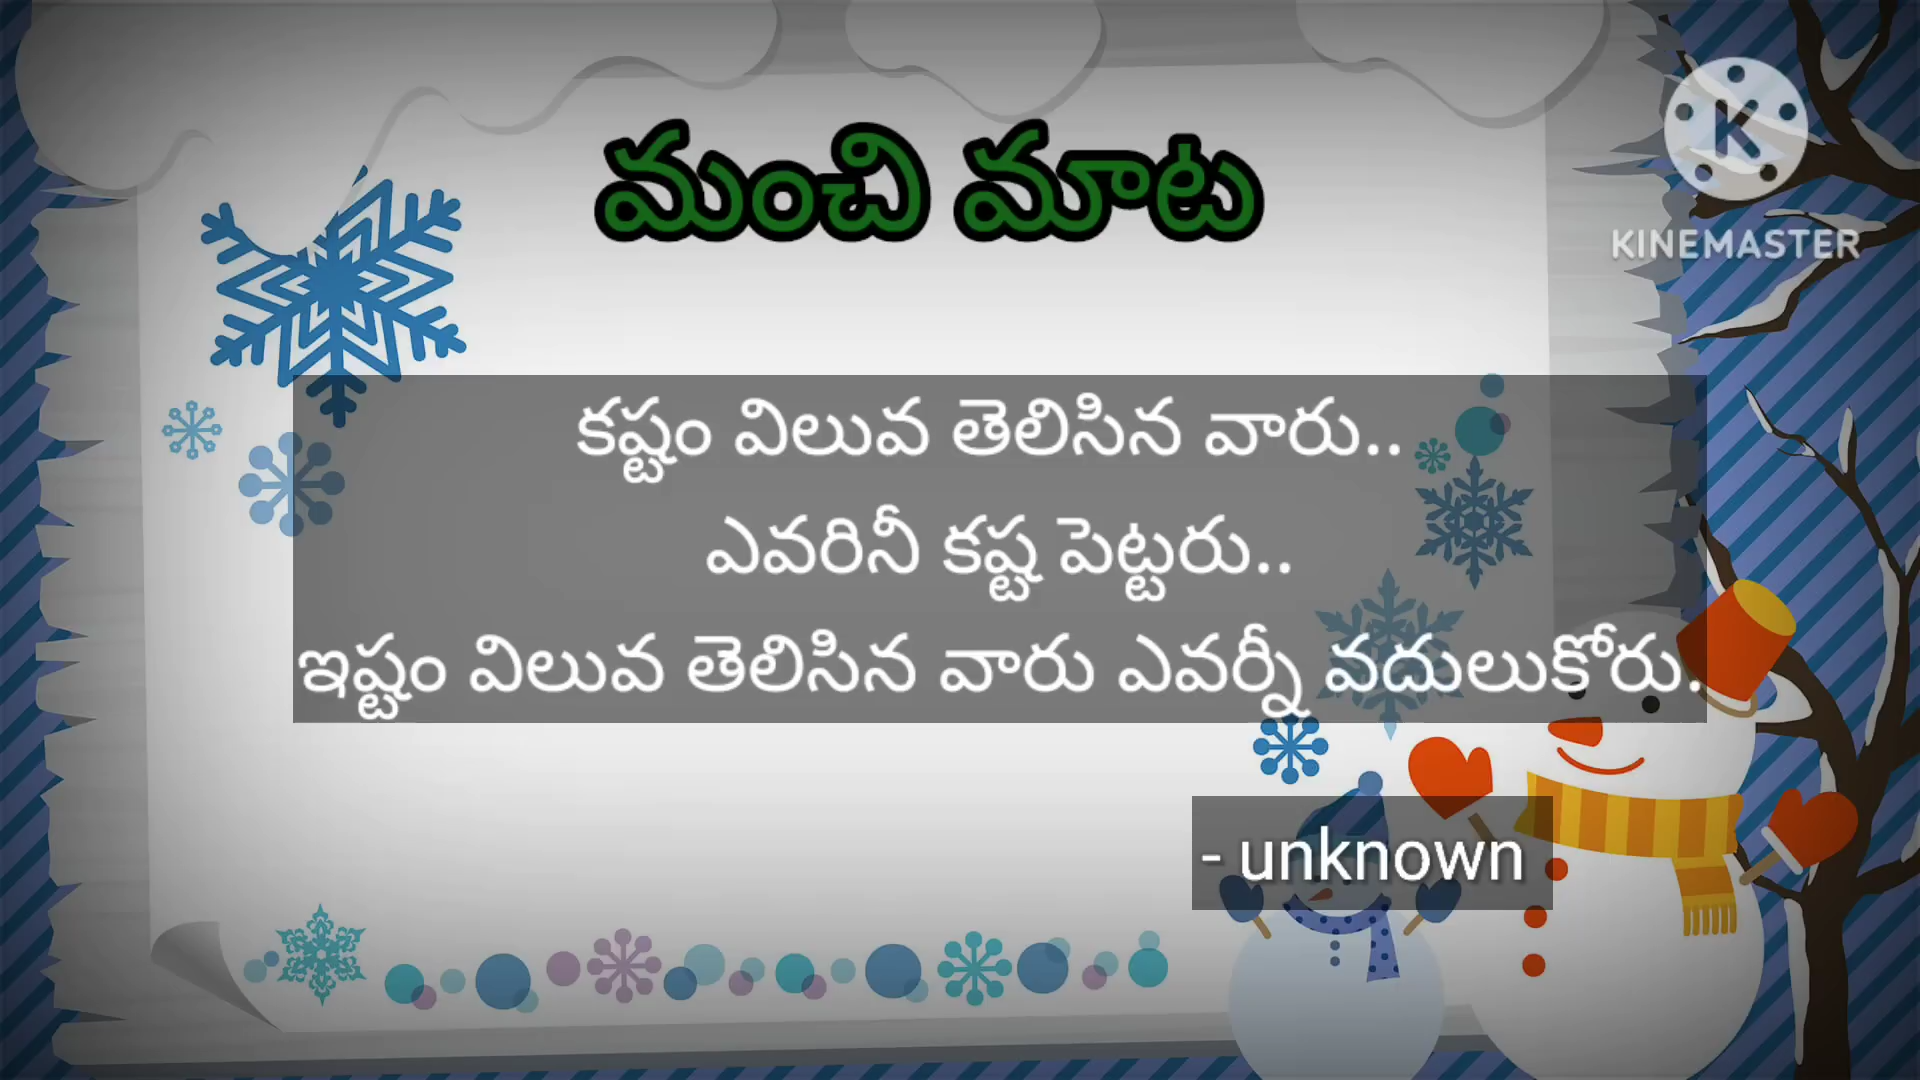 మంచి మాట
KINEMASTER
కష్టం విలువ తెలిసిన వారు..
ఎవరినీ కష్ట పెట్టరు..
ఇష్టం విలువ తెలిసిన వారు ఎవర్నీ వదులుకోరు.
- unknown